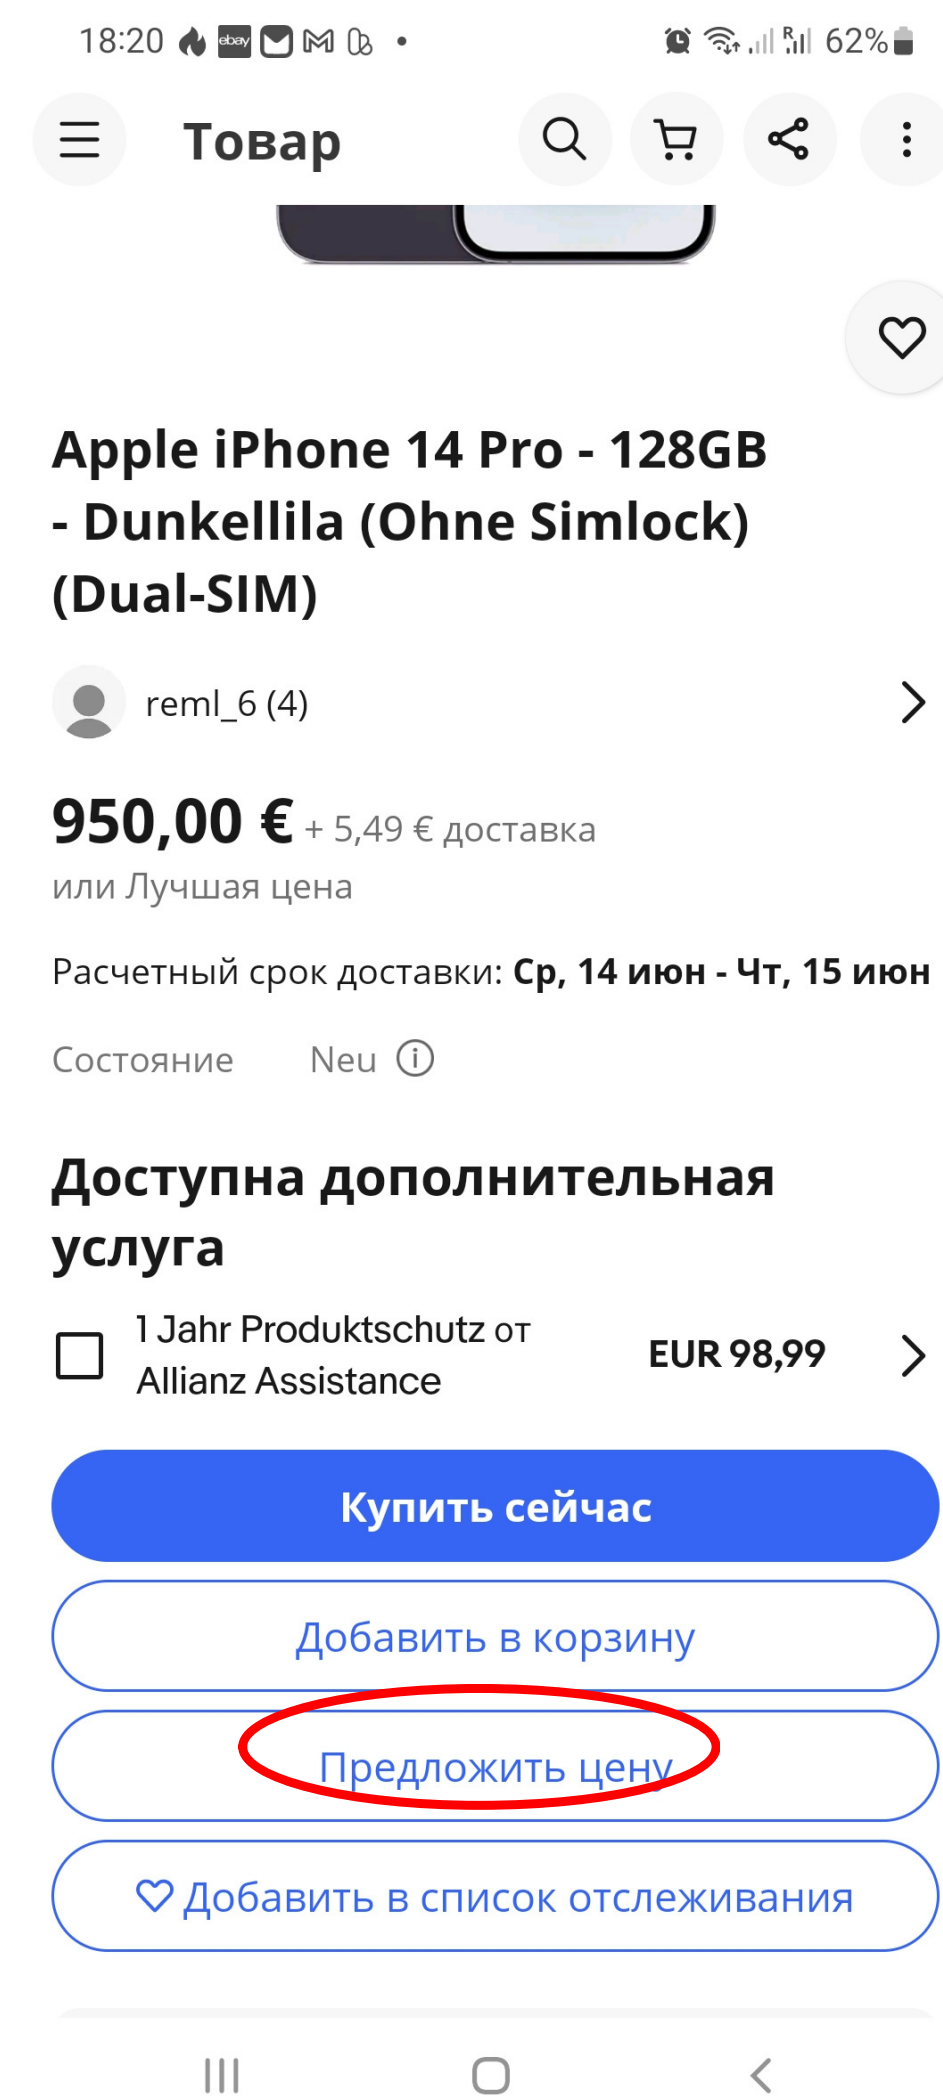 18:20 ebay R 62%
Товар
Apple iPhone 14 Pro - 128GB
- Dunkellila (Ohne Simlock)
(Dual-SIM)
reml_6 (4)
950,00 € + 5,49 € доставка
или Лучшая цена
Расчетный срок доставки: Ср, 14 июн - Чт, 15 июн
Состояние Neu
Доступна дополнительная
услуга
1 Jahr Produktschutz от
Allianz Assistance
EUR 98,99
Купить сейчас
Добавить в корзину
Предложить цену
Добавить в список отслеживания